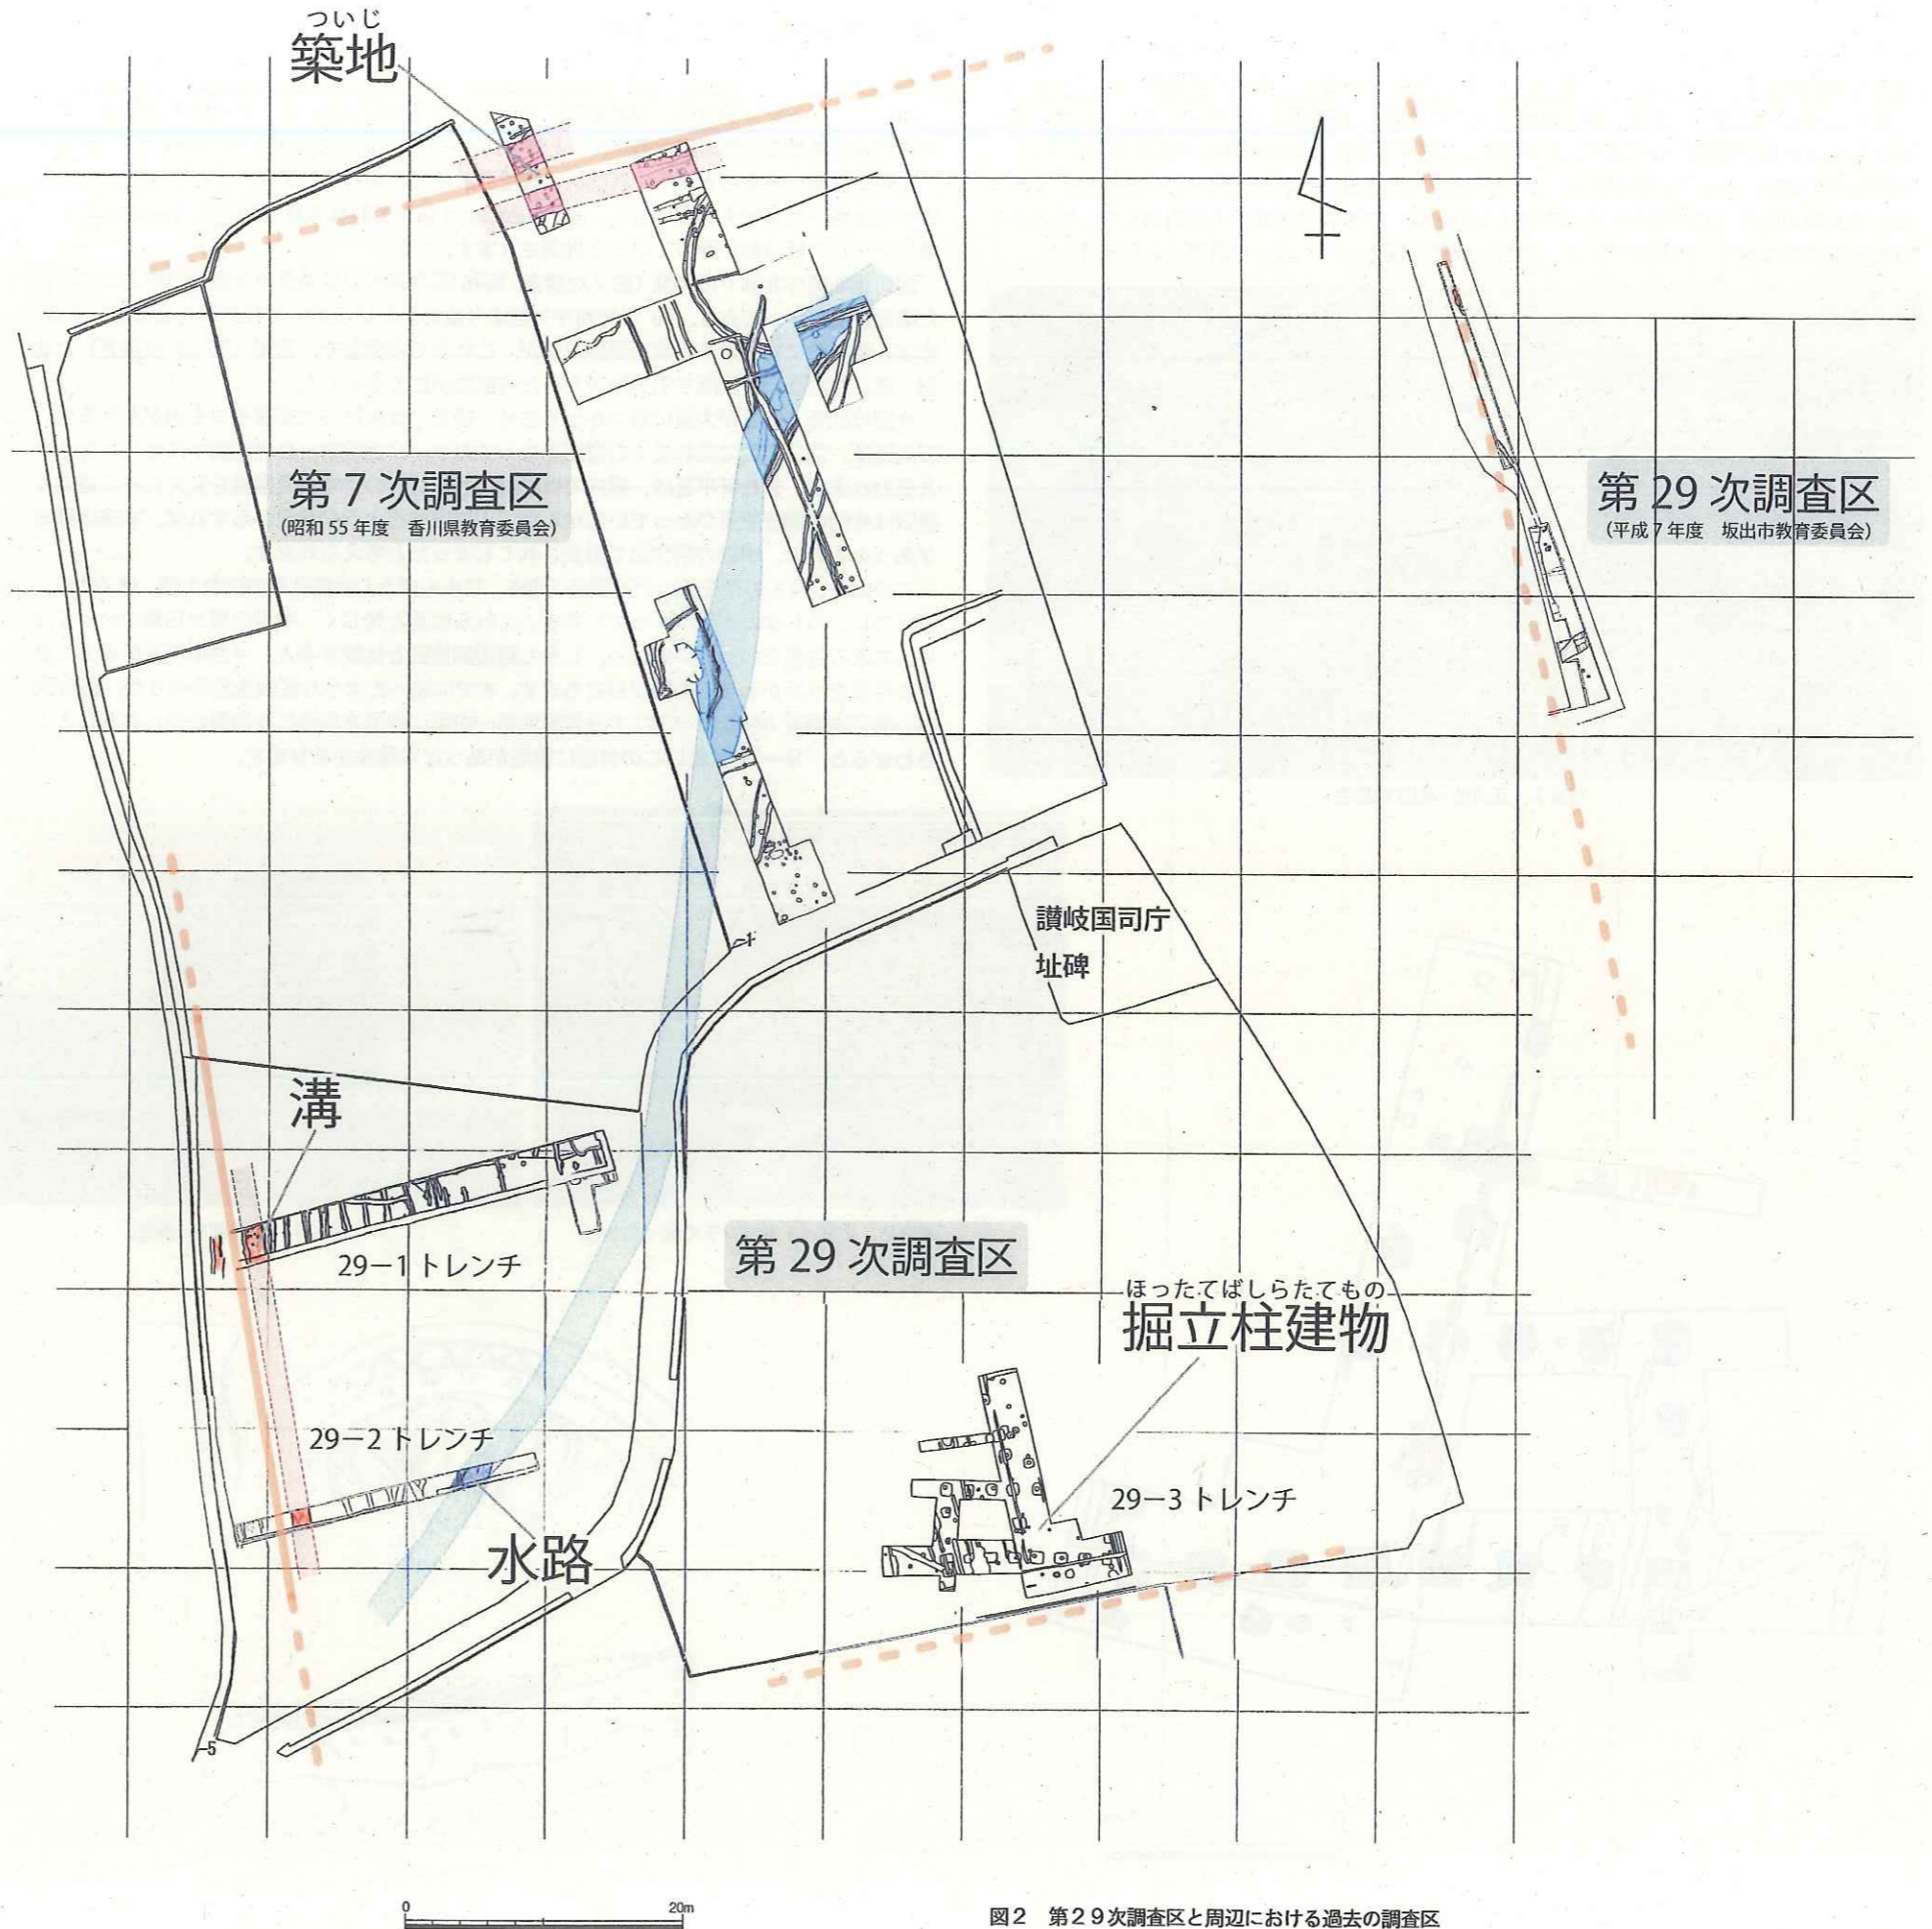 ついじ
築地
第7次調査区
(昭和55年度 香川県教育委員会)
第29次調査区
(平成7年度 坂出市教育委員会)
讃岐国司庁
址碑
-1
溝
29－1トレンチ
第29次調査区
ほったてばしらたてもの
掘立柱建物
29－2トレンチ
29－3トレンチ
水路
-5
0 20m
図2 第29次調査区と周辺における過去の調査区